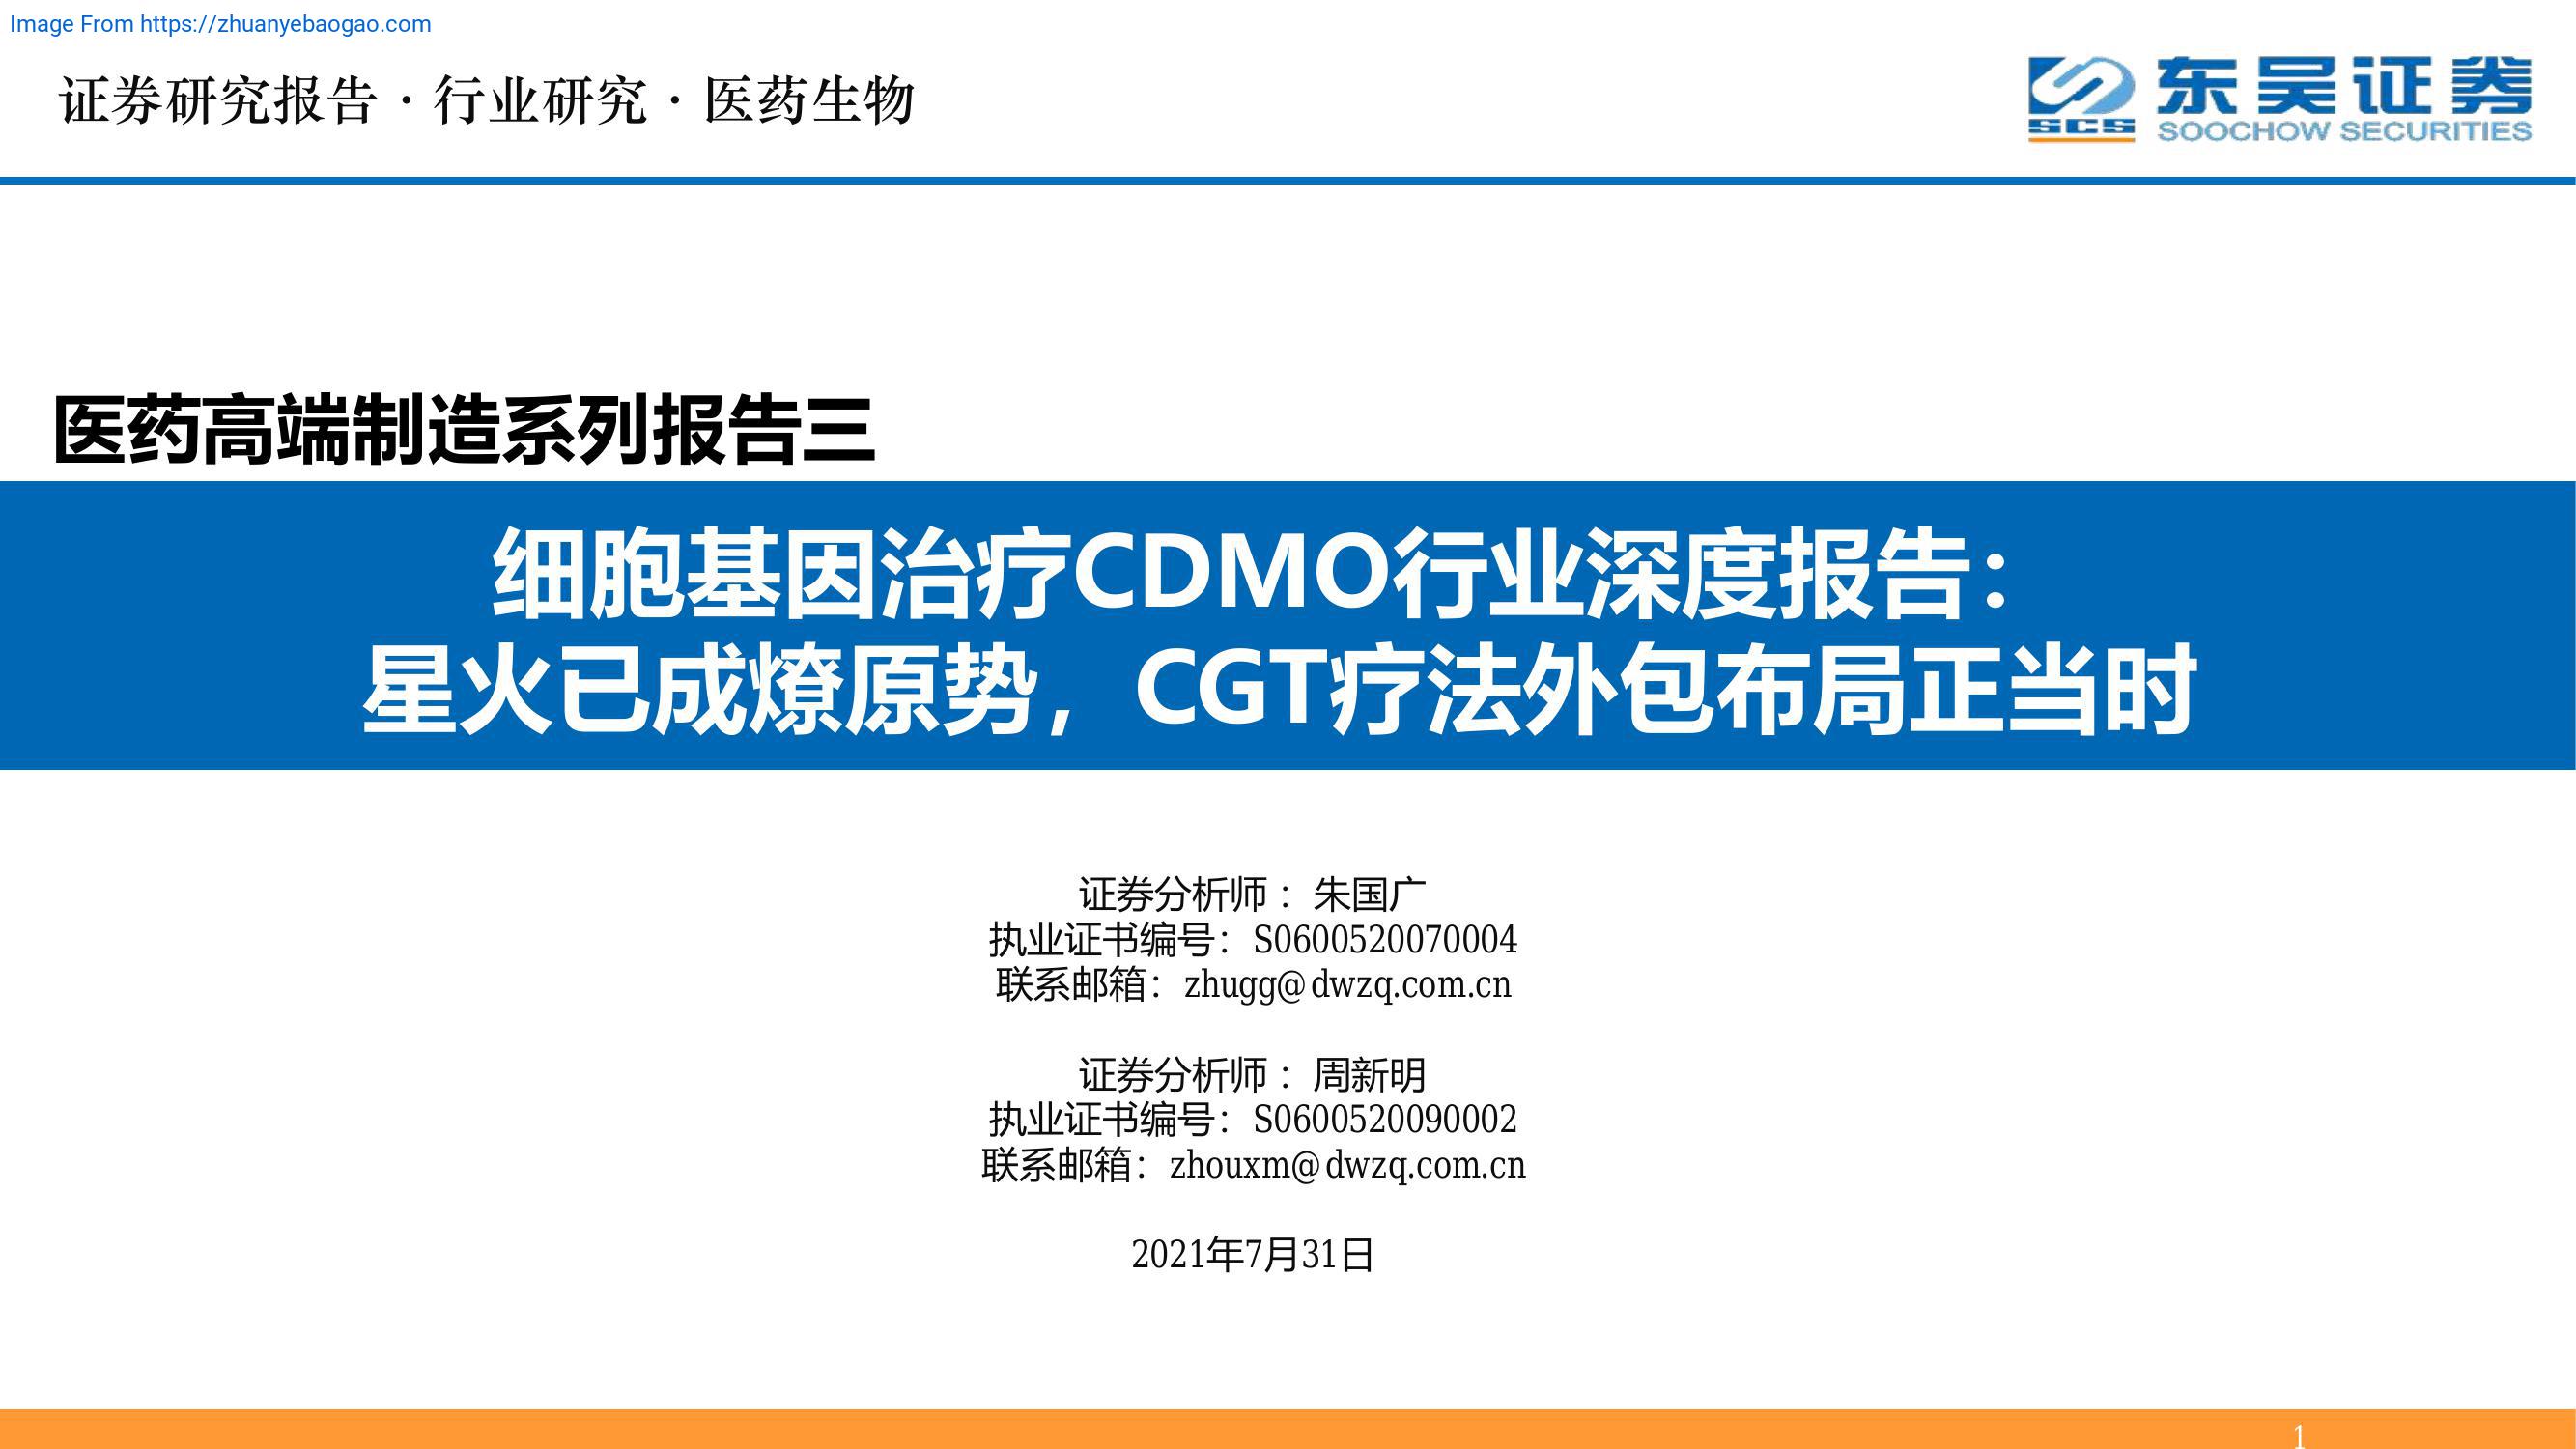 Image From https://zhuanyebaogao.com
证券研究报告·行业研究·医药生物
东吴证券
SCS
SOOCHOW SECURITIES
医药高端制造系列报告三
细胞基因治疗CDMO行业深度报告：
星火已成燎原势，CGT疗法外包布局正当时
证券分析师 ：朱国广
执业证书编号：S0600520070004
联系邮箱：zhugg@dwzq.com.cn
证券分析师 ：周新明
执业证书编号：S0600520090002
联系邮箱：zhouxm@dwzq.com.cn
2021年7月31日
1